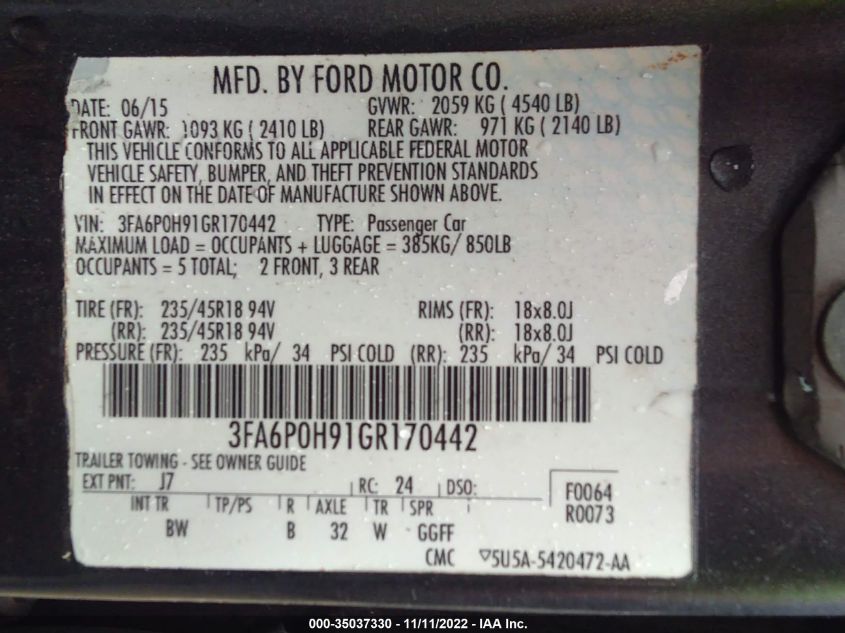 MFD. BY FORD MOTOR CO.
DATE: 06/15 GVWR: 2059 KG ( 4540 LB)
FRONT GAWR: 1093 KG ( 2410 LB) REAR GAWR: 971 KG ( 2140 LB)
THIS VEHICLE CONFORMS TO ALL APPLICABLE FEDERAL MOTOR
VEHICLE SAFETY, BUMPER, AND THEFT PREVENTION STANDARDS
IN EFFECT ON THE DATE OF MANUFACTURE SHOWN ABOVE.
VIN: 3FA6P0H91GR170442 TYPE: Passenger Car
MAXIMUM LOAD = OCCUPANTS + LUGGAGE = 385KG/ 850LB
OCCUPANTS = 5 TOTAL; 2 FRONT, 3 REAR
TIRE (FR): 235/45R18 94V RIMS (FR): 18x8.0J
(RR): 235/45R18 94V (RR): 18x8.0J
PRESSURE (FR): 235 kPa/ 34 PSI COLD (RR): 235 kPa/ 34 PSI COLD
3FA6P0H91GR170442
TRAILER TOWING - SEE OWNER GUIDE
EXT PNT: J7 RC: 24 DSO: F0064
INT TR TP/PS R AXLE TR SPR R0073
BW B 32 W GGFF
CMC ▽5U5A-5420472-AA
000-35037330 - 11/11/2022 - IAA Inc.